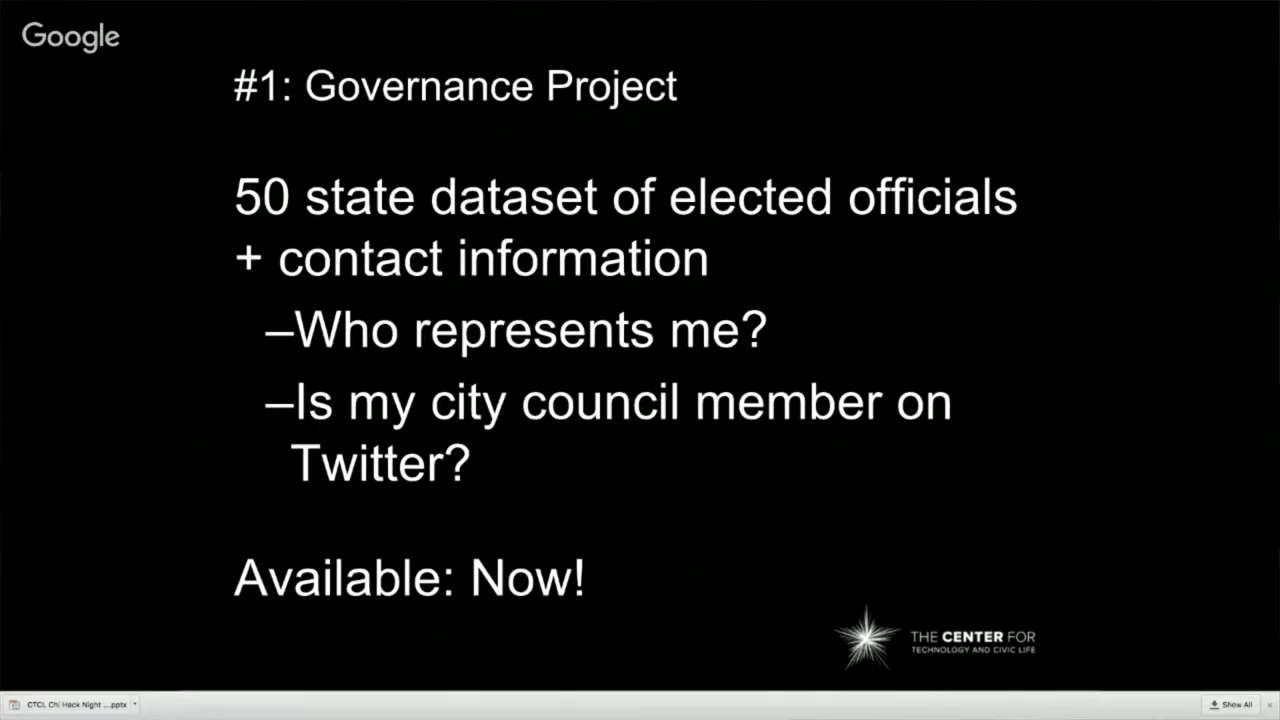 Google
#1: Governance Project
50 state dataset of elected officials
+ contact information
–Who represents me?
–Is my city council member on
Twitter?
Available: Now!
THE CENTER FOR
TECHNOLOGY AND CIVIC LIFE
CTCL Chi Hack Night ....pptx
Show All